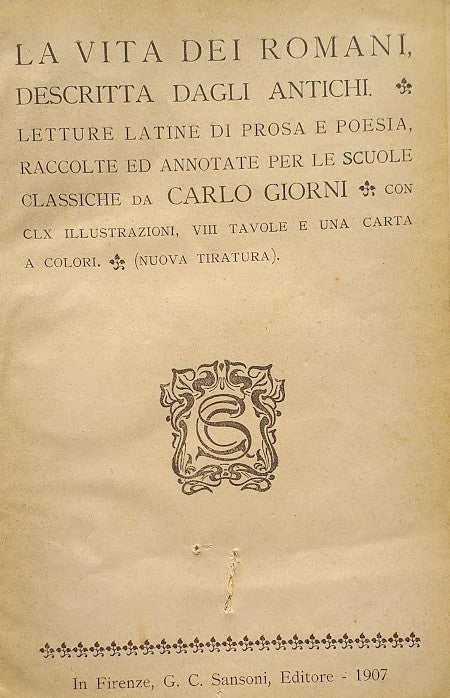 LA VITA DEI ROMANI,
DESCRITTA DAGLI ANTICHI.
LETTURE LATINE DI PROSA E POESIA,
RACCOLTE ED ANNOTATE PER LE SCUOLE
CLASSICHE DA CARLO GIORNI CON
CLX ILLUSTRAZIONI, VIII TAVOLE E UNA CARTA
A COLORI. (NUOVA TIRATURA).
In Firenze, G. C. Sansoni, Editore - 1907